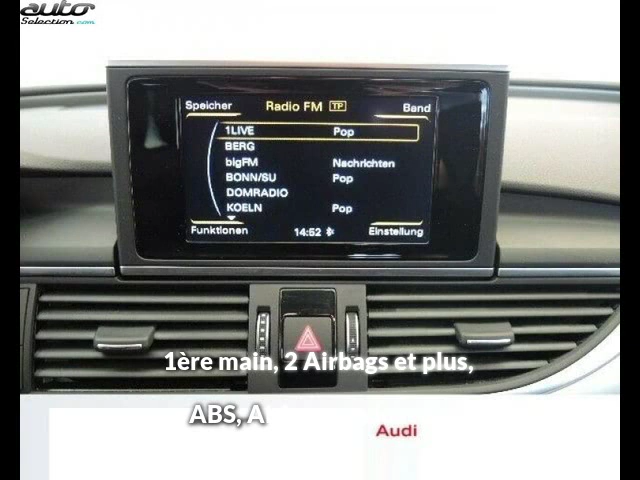 auto
Selection.com
Speicher Radio FM TP Band
1LIVE Pop
BERG
bigFM Nachrichten
BONN/SU Pop
DOMRADIO
KOELN Pop
Funktionen 14:52 Einstellung
1ère main, 2 Airbags et plus,
ABS, A
Audi